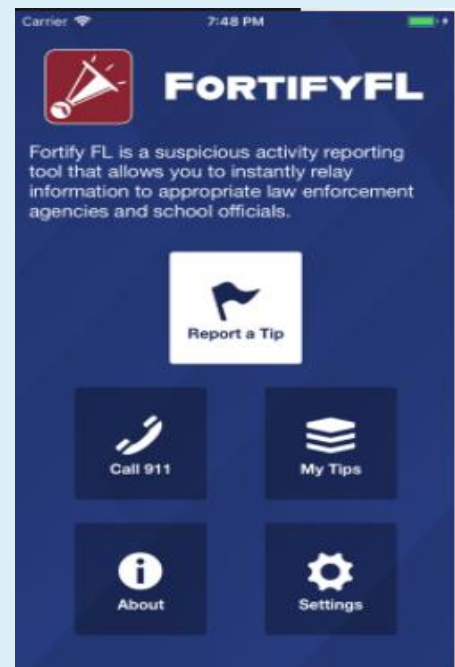 Carrier 7:48 PM
FORTIFYFL
Fortify FL is a suspicious activity reporting
tool that allows you to instantly relay
information to appropriate law enforcement
agencies and school officials.
Report a Tip
Call 911 My Tips
About Settings